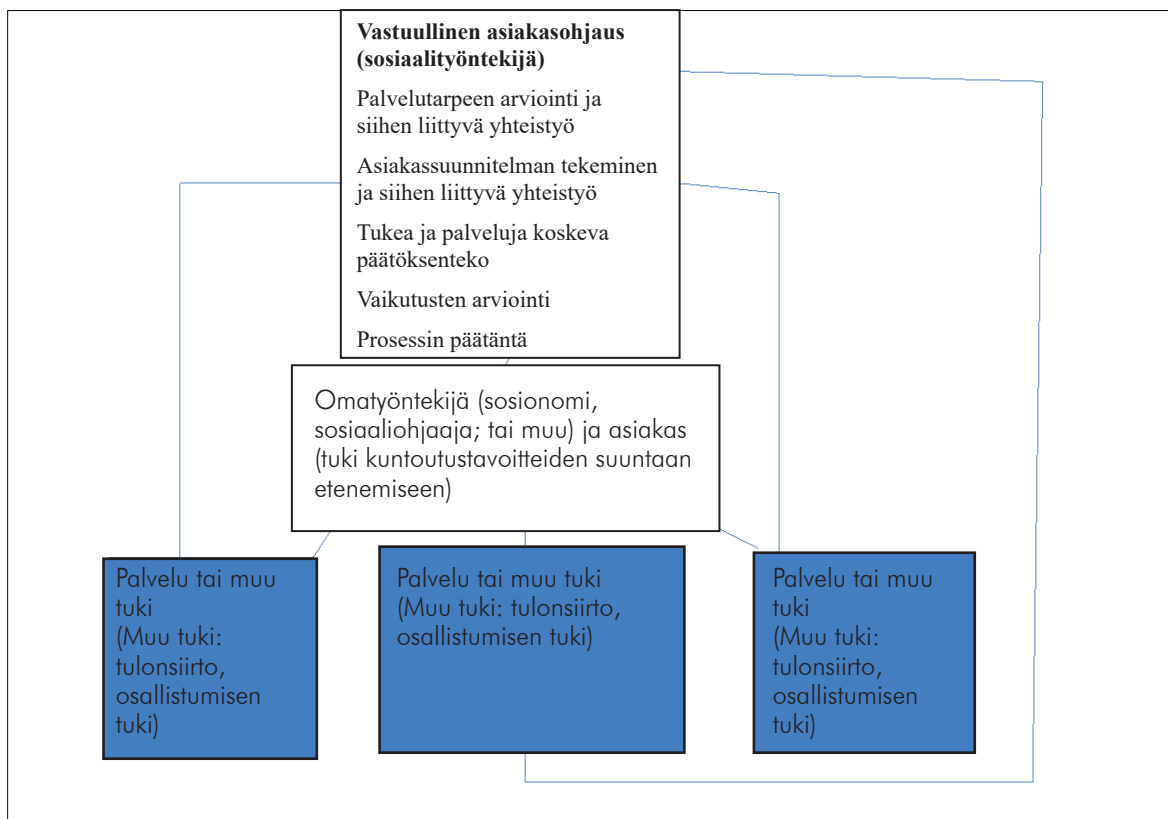 Vastuullinen asiakasohjaus
(sosiaalityöntekijä)
Palvelutarpeen arviointi ja
siihen liittyvä yhteistyö
Asiakassuunnitelman tekeminen
ja siihen liittyvä yhteistyö
Tukea ja palveluja koskeva
päätöksenteko
Vaikutusten arviointi
Prosessin päätäntä
Omatyöntekijä (sosionomi,
sosiaaliohjaaja; tai muu) ja asiakas
(tuki kuntoutustavoitteiden suuntaan
etenemiseen)
Palvelu tai muu
tuki
(Muu tuki:
tulonsiirto,
osallistumisen
tuki)
Palvelu tai muu tuki
(Muu tuki: tulonsiirto,
osallistumisen tuki)
Palvelu tai muu
tuki
(Muu tuki:
tulonsiirto,
osallistumisen
tuki)